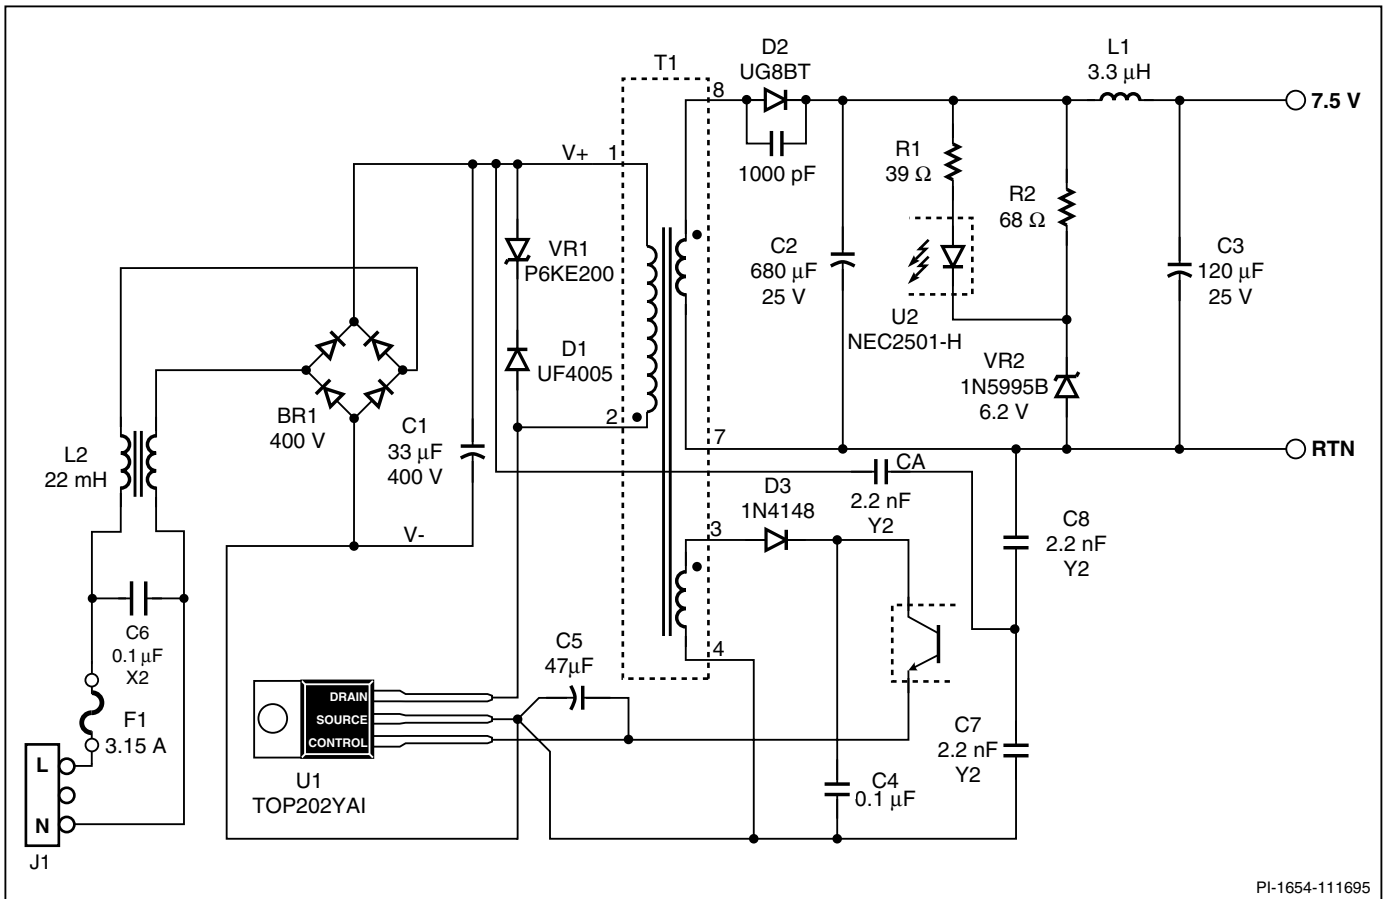 D2
UG8BT
L1
3.3 µH
T1
8
7.5 V
1000 pF
V+
1
R1
39 Ω
R2
68 Ω
VR1
P6KE200
C2
680 µF
25 V
C3
120 µF
25 V
U2
NEC2501-H
D1
UF4005
VR2
1N5995B
6.2 V
BR1
400 V
C1
33 µF
400 V
2
7
RTN
L2
22 mH
CA
2.2 nF
Y2
D3
1N4148
V-
3
C8
2.2 nF
Y2
C6
0.1 µF
X2
C5
47µF
4
DRAIN
SOURCE
CONTROL
F1
3.15 A
C7
2.2 nF
Y2
L
N
J1
U1
TOP202YAI
C4
0.1 µF
PI-1654-111695